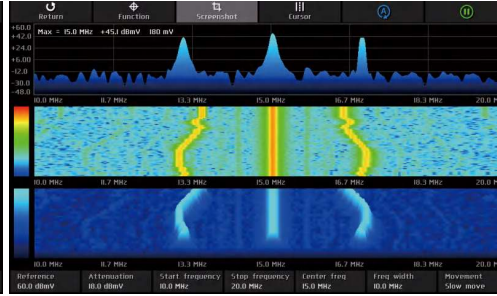 Return Function Screenshot Cursor
+60.0
Max = 15.0 MHz +45.1 dBmV 180 mV
+42.0
+24.0
+6.00
-12.0
-30.0
-48.0
10.0 MHz 11.7 MHz 13.3 MHz 15.0 MHz 16.7 MHz 18.3 MHz 20.0 M
10.0 MHz 11.7 MHz 13.3 MHz 15.0 MHz 16.7 MHz 18.3 MHz 20.0 M
10.0 MHz 11.7 MHz 13.3 MHz 15.0 MHz 16.7 MHz 18.3 MHz 20.0 M
Reference Attenuation Start frequency Stop frequency Center freq Freq width Movement
60.0 dBmV 18.0 dBmV 10.0 MHz 20.0 MHz 15.0 MHz 10.0 MHz Slow move